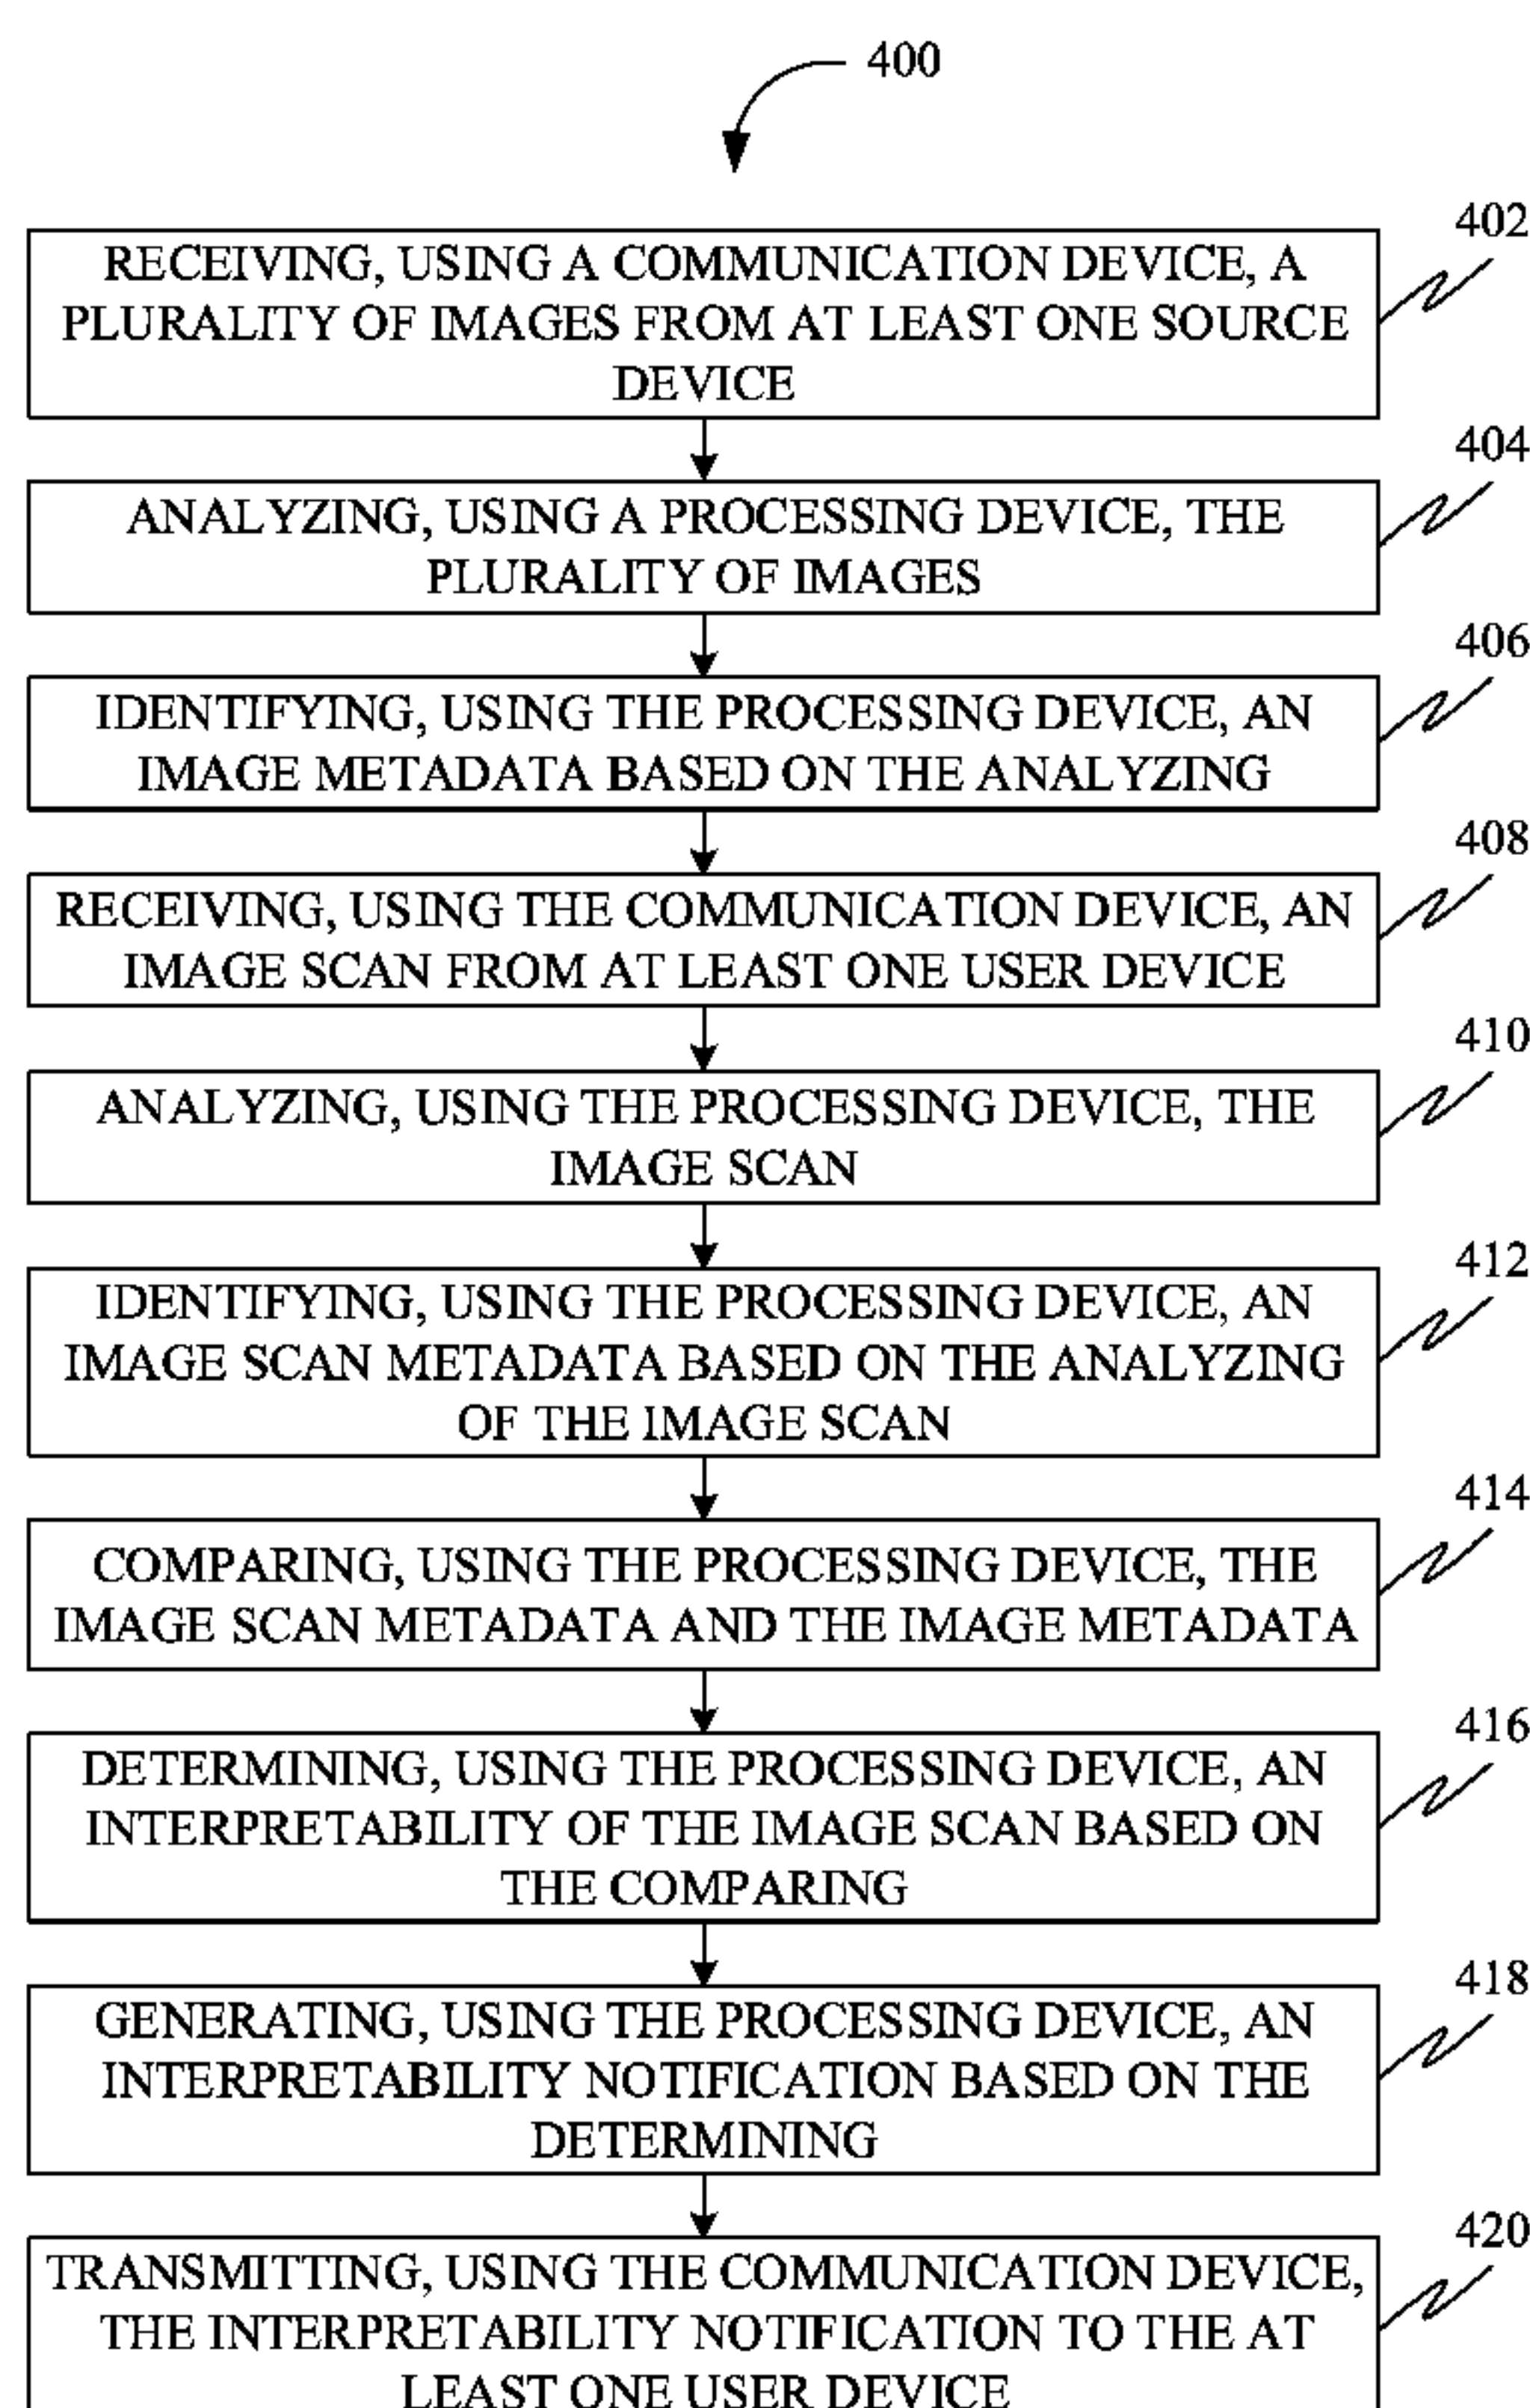 400
402
RECEIVING, USING A COMMUNICATION DEVICE, A
PLURALITY OF IMAGES FROM AT LEAST ONE SOURCE
DEVICE
404
ANALYZING, USING A PROCESSING DEVICE, THE
PLURALITY OF IMAGES
406
IDENTIFYING, USING THE PROCESSING DEVICE, AN
IMAGE METADATA BASED ON THE ANALYZING
408
RECEIVING, USING THE COMMUNICATION DEVICE, AN
IMAGE SCAN FROM AT LEAST ONE USER DEVICE
410
ANALYZING, USING THE PROCESSING DEVICE, THE
IMAGE SCAN
412
IDENTIFYING, USING THE PROCESSING DEVICE, AN
IMAGE SCAN METADATA BASED ON THE ANALYZING
OF THE IMAGE SCAN
414
COMPARING, USING THE PROCESSING DEVICE, THE
IMAGE SCAN METADATA AND THE IMAGE METADATA
416
DETERMINING, USING THE PROCESSING DEVICE, AN
INTERPRETABILITY OF THE IMAGE SCAN BASED ON
THE COMPARING
418
GENERATING, USING THE PROCESSING DEVICE, AN
INTERPRETABILITY NOTIFICATION BASED ON THE
DETERMINING
420
TRANSMITTING, USING THE COMMUNICATION DEVICE,
THE INTERPRETABILITY NOTIFICATION TO THE AT
LEAST ONE USER DEVICE